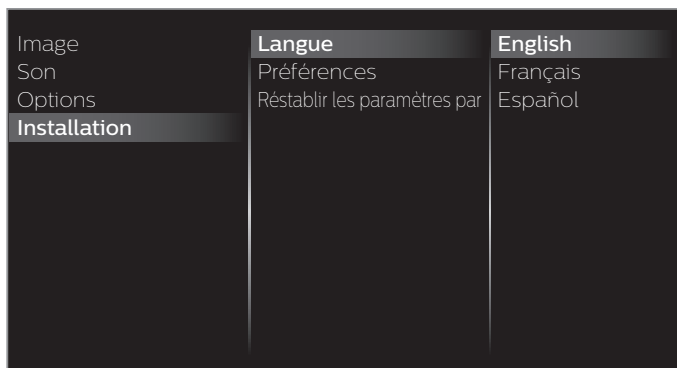 Image
Son
Options
Installation
Langue
Préférences
Réstablir les paramètres par
English
Français
Español